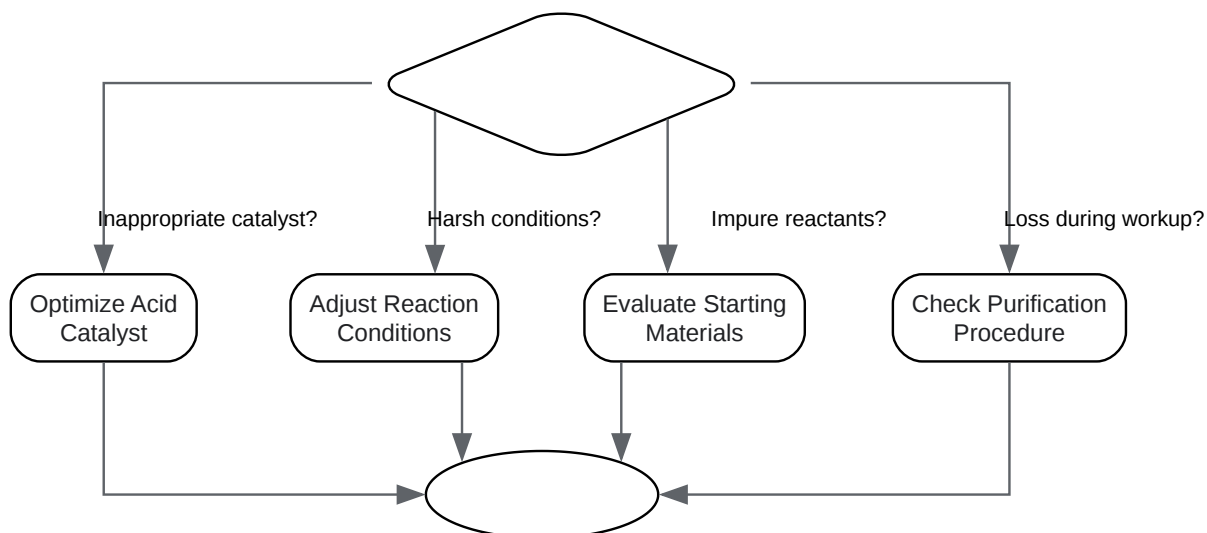 Inappropriate catalyst?
Harsh conditions?
Impure reactants?
Loss during workup?
Optimize Acid
Catalyst
Adjust Reaction
Conditions
Evaluate Starting
Materials
Check Purification
Procedure